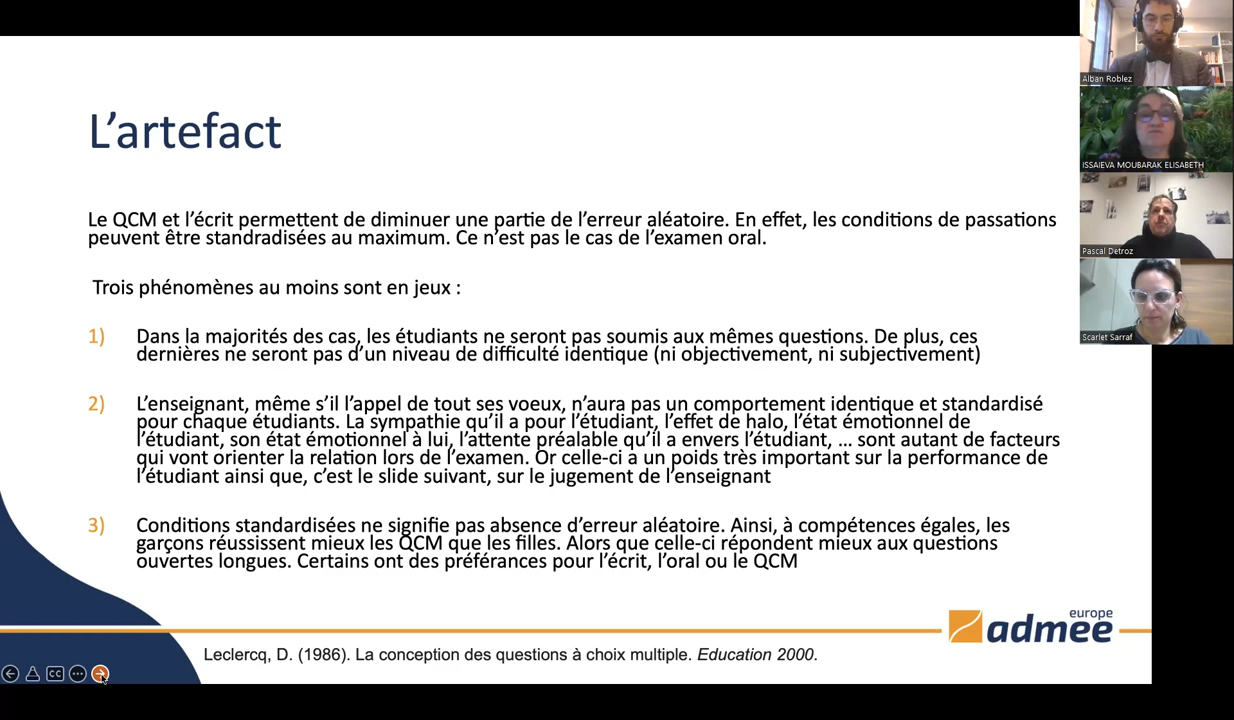 L’artefact
Le QCM et l’écrit permettent de diminuer une partie de l’erreur aléatoire. En effet, les conditions de passations
peuvent être standradisées au maximum. Ce n’est pas le cas de l’examen oral.
Trois phénomènes au moins sont en jeux :
1) Dans la majorités des cas, les étudiants ne seront pas soumis aux mêmes questions. De plus, ces
dernières ne seront pas d’un niveau de difficulté identique (ni objectivement, ni subjectivement)
2) L’enseignant, même s’il l’appel de tout ses voeux, n’aura pas un comportement identique et standardisé
pour chaque étudiants. La sympathie qu’il a pour l’étudiant, l’effet de halo, l’état émotionnel de
l’étudiant, son état émotionnel à lui, l’attente préalable qu’il a envers l’étudiant, … sont autant de facteurs
qui vont orienter la relation lors de l’examen. Or celle-ci a un poids très important sur la performance de
l’étudiant ainsi que, c’est le slide suivant, sur le jugement de l’enseignant
3) Conditions standardisées ne signifie pas absence d’erreur aléatoire. Ainsi, à compétences égales, les
garçons réussissent mieux les QCM que les filles. Alors que celle-ci répondent mieux aux questions
ouvertes longues. Certains ont des préférances pour l’écrit, l’oral ou le QCM
europe
admee
Leclercq, D. (1986). La conception des questions à choix multiple. Education 2000.
CC
Alban Roblez
ISSAIEVA MOUBARAK ELISABETH
Pascal Detroz
Scarlet Sarraf